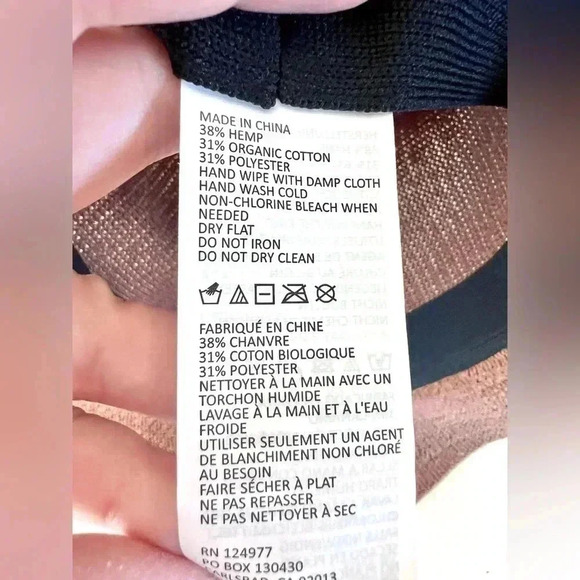 MADE IN CHINA
38% HEMP
31% ORGANIC COTTON
31% POLYESTER
HAND WIPE WITH DAMP CLOTH
HAND WASH COLD
NON-CHLORINE BLEACH WHEN
NEEDED
DRY FLAT
DO NOT IRON
DO NOT DRY CLEAN
FABRIQUÉ EN CHINE
38% CHANVRE
31% COTON BIOLOGIQUE
31% POLYESTER
NETTOYER À LA MAIN AVEC UN
TORCHON HUMIDE
LAVAGE À LA MAIN ET À L'EAU
FROIDE
UTILISER SEULEMENT UN AGENT
DE BLANCHIMENT NON CHLORÉ
AU BESOIN
FAIRE SÉCHER À PLAT
NE PAS REPASSER
NE PAS NETTOYER À SEC
RN 124977
PO BOX 130430
CARLSBAD, CA 92013